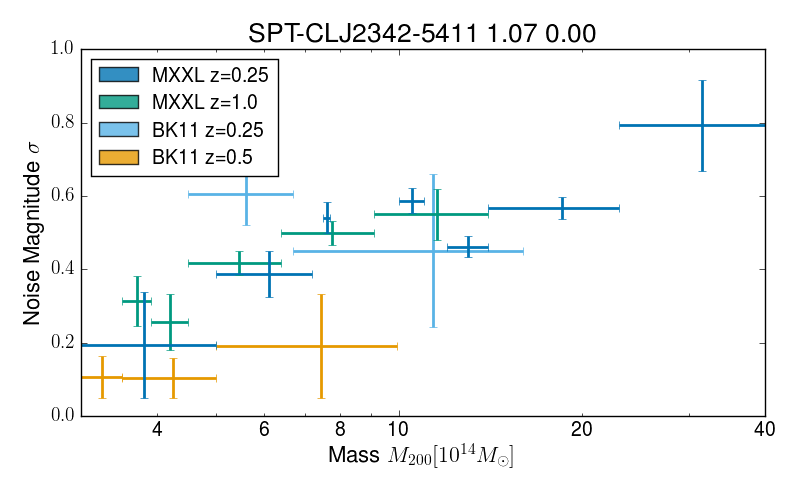 SPT-CLJ2342-5411 1.07 0.00
1.0
0.8
0.6
0.4
0.2
0.0
Noise Magnitude σ
MXXL z=0.25
MXXL z=1.0
BK11 z=0.25
BK11 z=0.5
4 6 8 10 20 40
Mass M₂₀₀[10¹⁴M☉]